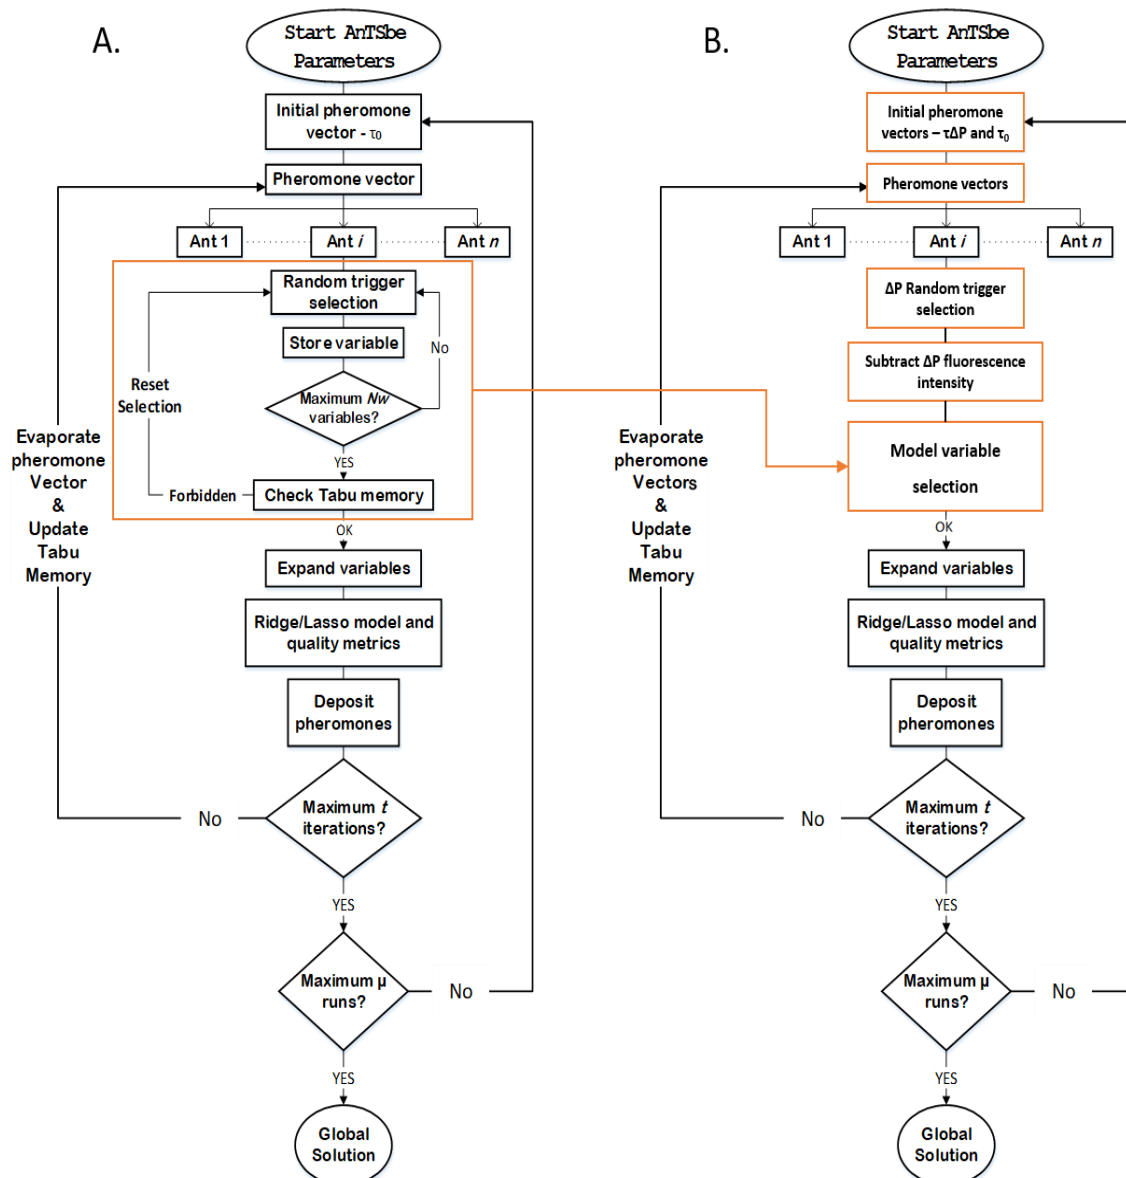 A.
Start AnTSbe
Parameters
Initial pheromone
vector - τ₀
Pheromone vector
Ant 1
Ant i
Ant n
Random trigger
selection
Store variable
No
Reset
Selection
Maximum Nw
variables?
YES
Forbidden
Check Tabu memory
OK
Evaporate
pheromone
Vector
&
Update
Tabu
Memory
Expand variables
Ridge/Lasso model and
quality metrics
Deposit
pheromones
Maximum t
iterations?
No
YES
Maximum µ
runs?
No
YES
Global
Solution
B.
Start AnTSbe
Parameters
Initial pheromone
vectors – τΔP and τ₀
Pheromone vectors
Ant 1
Ant i
Ant n
ΔP Random trigger
selection
Subtract ΔP fluorescence
intensity
Model variable
selection
OK
Evaporate
pheromone
Vectors
&
Update
Tabu
Memory
Expand variables
Ridge/Lasso model and
quality metrics
Deposit
pheromones
Maximum t
iterations?
No
YES
Maximum µ
runs?
No
YES
Global
Solution